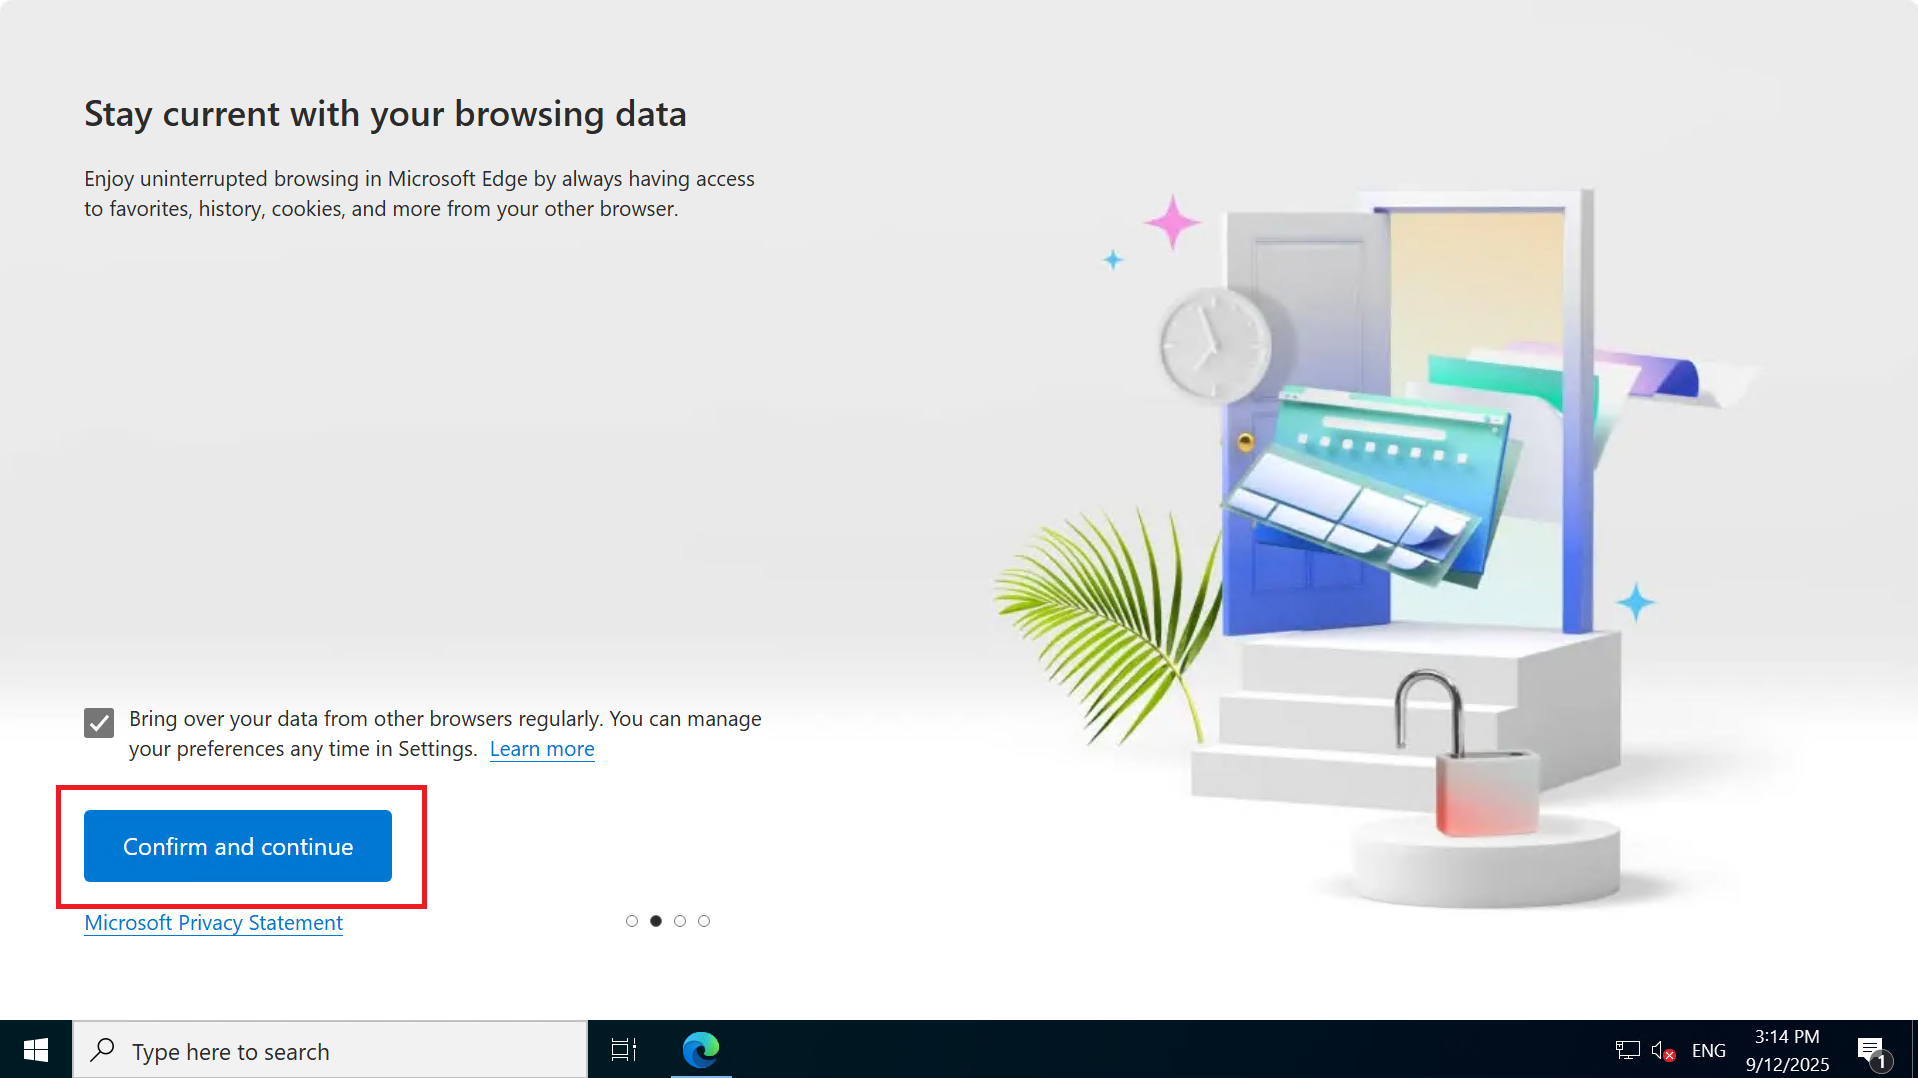 Stay current with your browsing data
Enjoy uninterrupted browsing in Microsoft Edge by always having access
to favorites, history, cookies, and more from your other browser.
Bring over your data from other browsers regularly. You can manage
your preferences any time in Settings. Learn more
Confirm and continue
Microsoft Privacy Statement
Type here to search
ENG
3:14 PM
9/12/2025
1